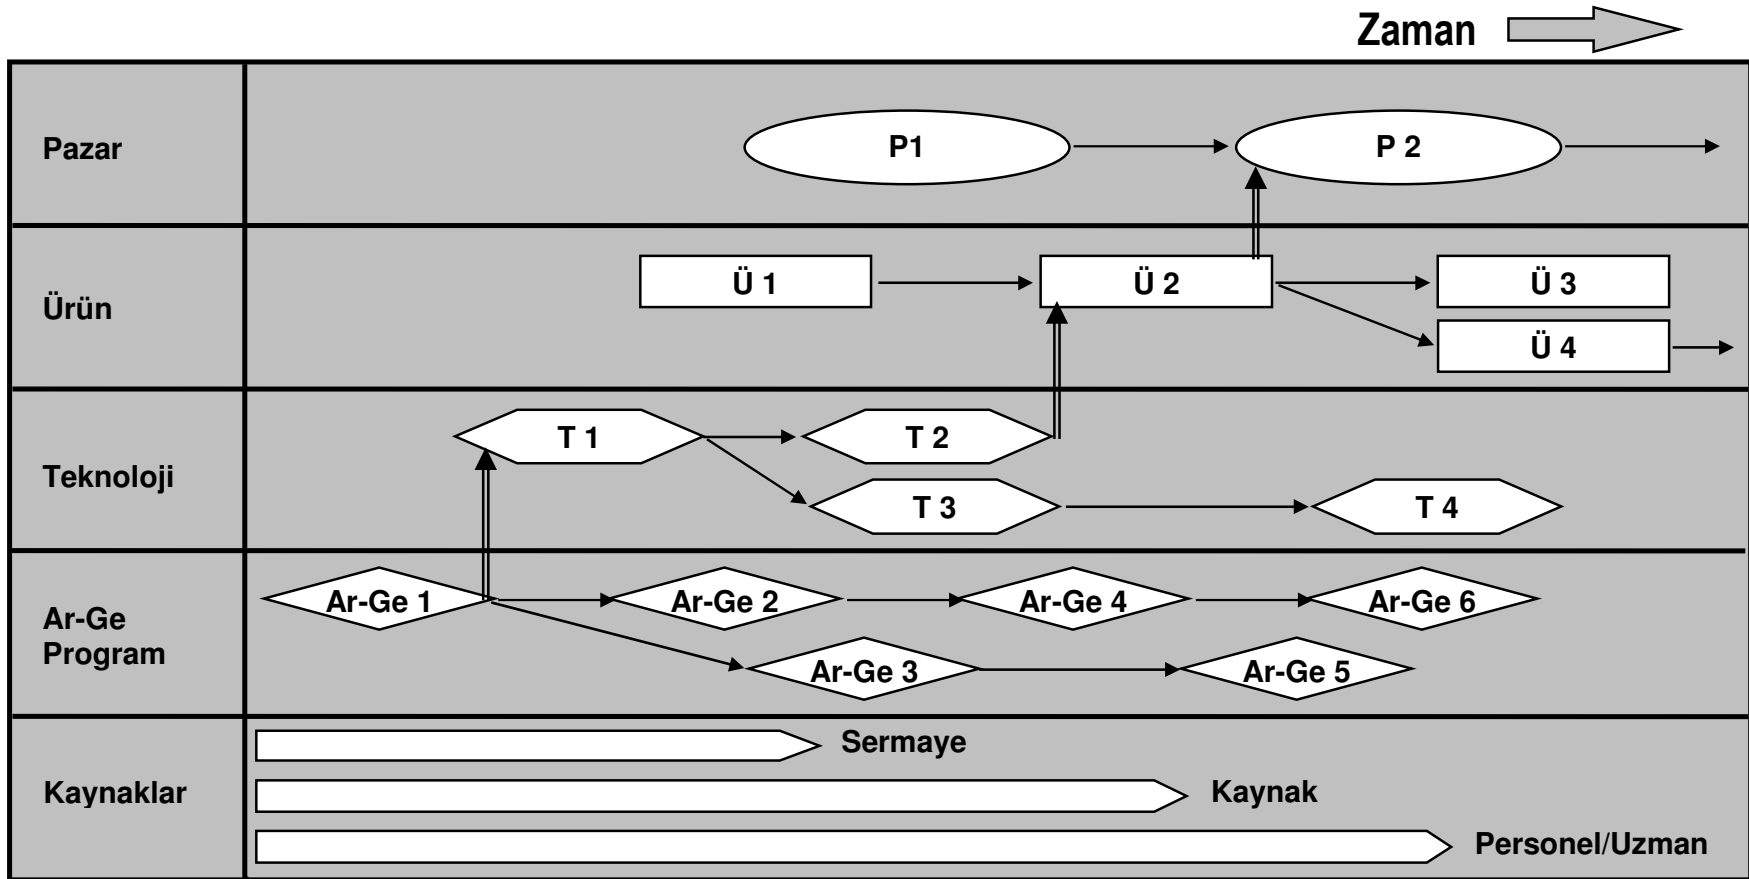 Zaman
Pazar
P1
P 2
Ürün
Ü 1
Ü 2
Ü 3
Ü 4
Teknoloji
T 1
T 2
T 3
T 4
Ar-Ge
Program
Ar-Ge 1
Ar-Ge 2
Ar-Ge 4
Ar-Ge 6
Ar-Ge 3
Ar-Ge 5
Kaynaklar
Sermaye
Kaynak
Personel/Uzman